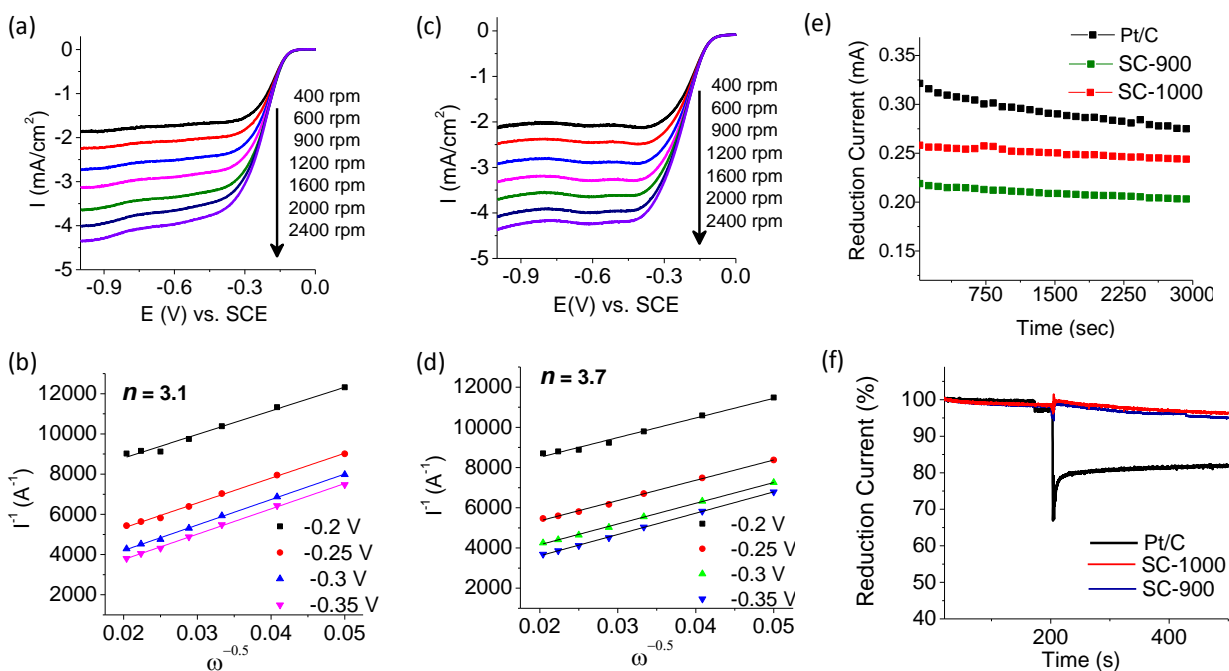 (a)
0
-1
-2
-3
-4
-5
I (mA/cm²)
400 rpm
600 rpm
900 rpm
1200 rpm
1600 rpm
2000 rpm
2400 rpm
-0.9
-0.6
-0.3
0.0
E (V) vs. SCE
(c)
0
-1
-2
-3
-4
-5
I (mA/cm²)
400 rpm
600 rpm
900 rpm
1200 rpm
1600 rpm
2000 rpm
2400 rpm
-0.9
-0.6
-0.3
0.0
E(V) vs. SCE
(e)
Pt/C
SC-900
SC-1000
0.35
0.30
0.25
0.20
0.15
Reduction Current (mA)
750
1500
2250
3000
Time (sec)
(b)
n = 3.1
12000
10000
8000
6000
4000
2000
0
I⁻¹ (A⁻¹)
-0.2 V
-0.25 V
-0.3 V
-0.35 V
0.02
0.03
0.04
0.05
ω⁻⁰·⁵
(d)
n = 3.7
12000
10000
8000
6000
4000
2000
0
I⁻¹ (A⁻¹)
-0.2 V
-0.25 V
-0.3 V
-0.35 V
0.02
0.03
0.04
0.05
ω⁻⁰·⁵
(f)
100
90
80
70
60
50
40
Reduction Current (%)
Pt/C
SC-1000
SC-900
200
400
Time (s)